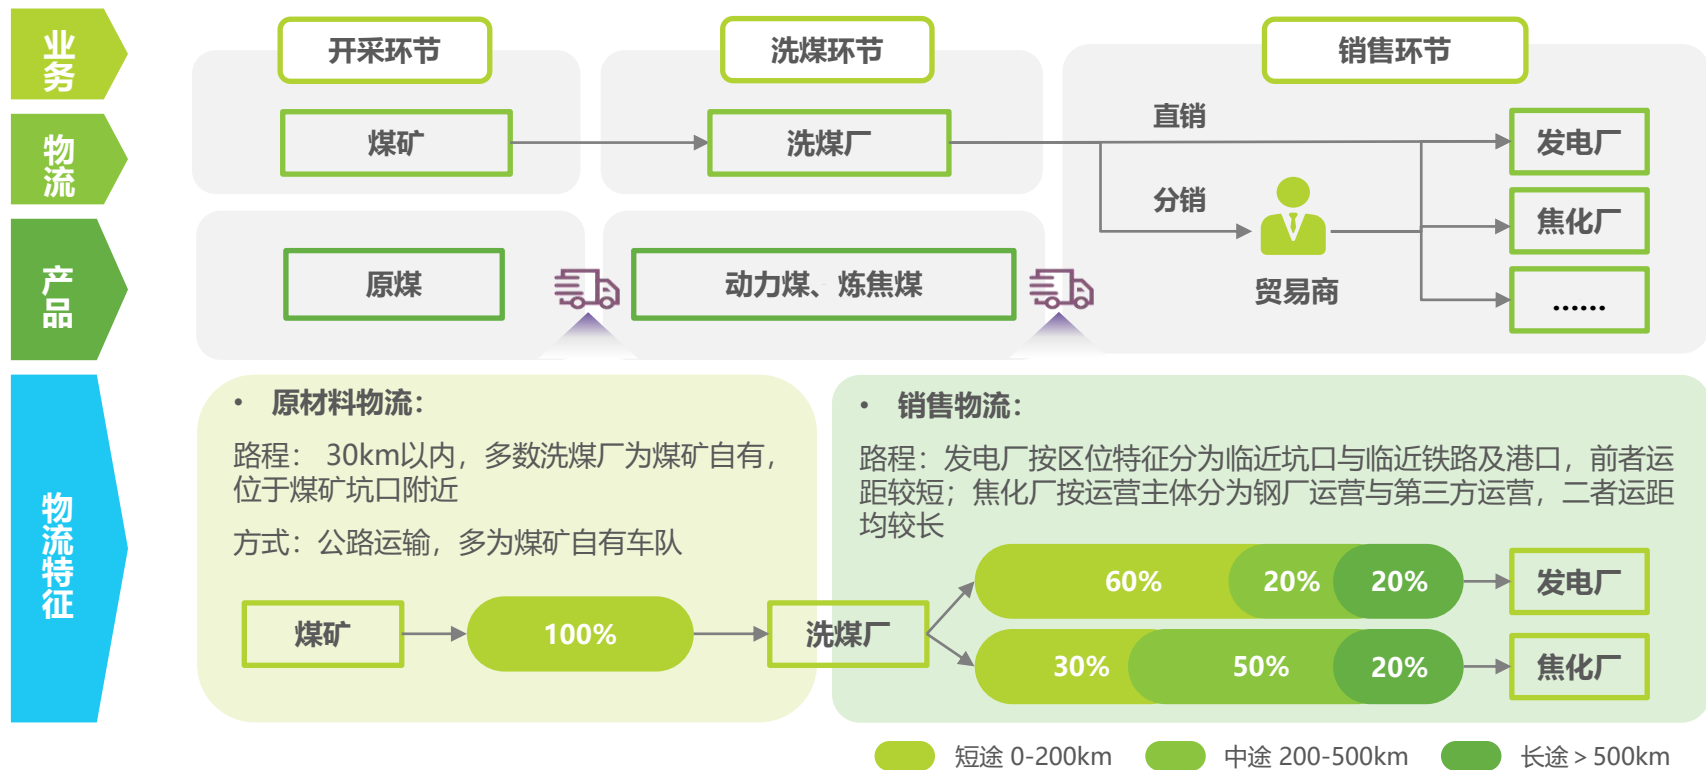 业务
开采环节
洗煤环节
销售环节
物流
煤矿
洗煤厂
直销
分销
贸易商
发电厂
焦化厂
......
产品
原煤
动力煤、炼焦煤
物流特征
• 原材料物流：
路程： 30km以内，多数洗煤厂为煤矿自有，
位于煤矿坑口附近
方式：公路运输，多为煤矿自有车队
煤矿
100%
洗煤厂
• 销售物流：
路程：发电厂按区位特征分为临近坑口与临近铁路及港口，前者运
距较短；焦化厂按运营主体分为钢厂运营与第三方运营，二者运距
均较长
60%
20%
20%
发电厂
30%
50%
20%
焦化厂
短途 0-200km
中途 200-500km
长途＞500km